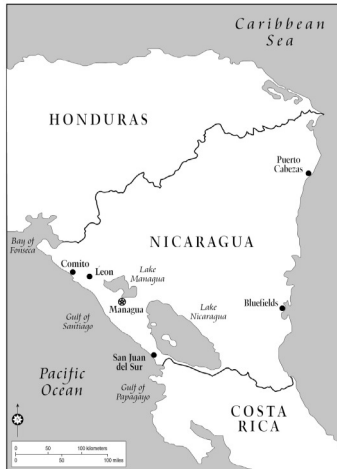 Caribbean
Sea
HONDURAS
Puerto
Cabezas
Bay of
Fonseca
NICARAGUA
Comito
Leon
Lake
Managua
Managua
Gulf of
Santiago
Lake
Nicaragua
Bluefields
San Juan
del Sur
Pacific
Ocean
Gulf of
Papagayo
COSTA
RICA
0 50 100 kilometers
0 50 100 miles